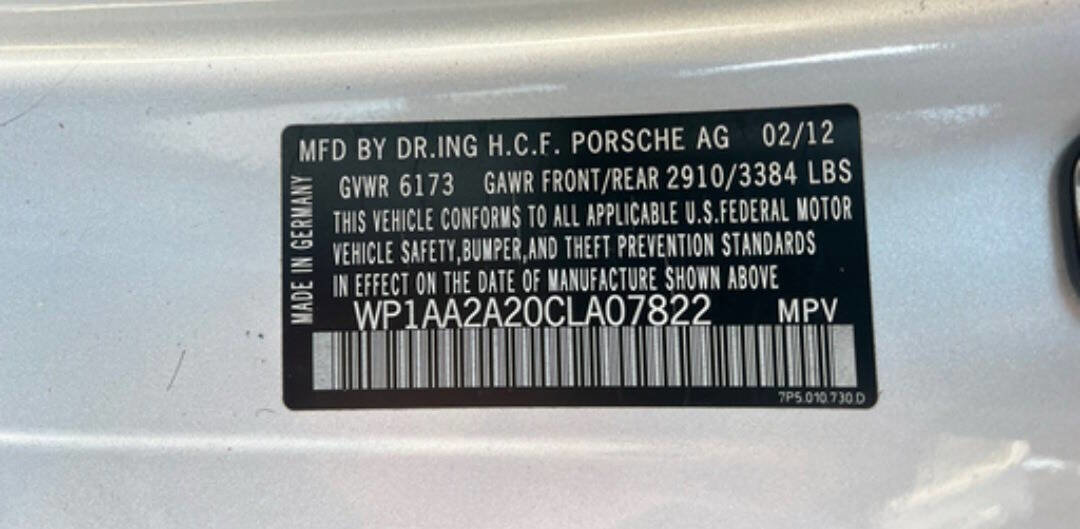 MFD BY DR.ING H.C.F. PORSCHE AG 02/12
GVWR 6173 GAWR FRONT/REAR 2910/3384 LBS
THIS VEHICLE CONFORMS TO ALL APPLICABLE U.S.FEDERAL MOTOR
VEHICLE SAFETY,BUMPER,AND THEFT PREVENTION STANDARDS
IN EFFECT ON THE DATE OF MANUFACTURE SHOWN ABOVE
WP1AA2A20CLA07822 MPV
7P5.010.730.D
MADE IN GERMANY